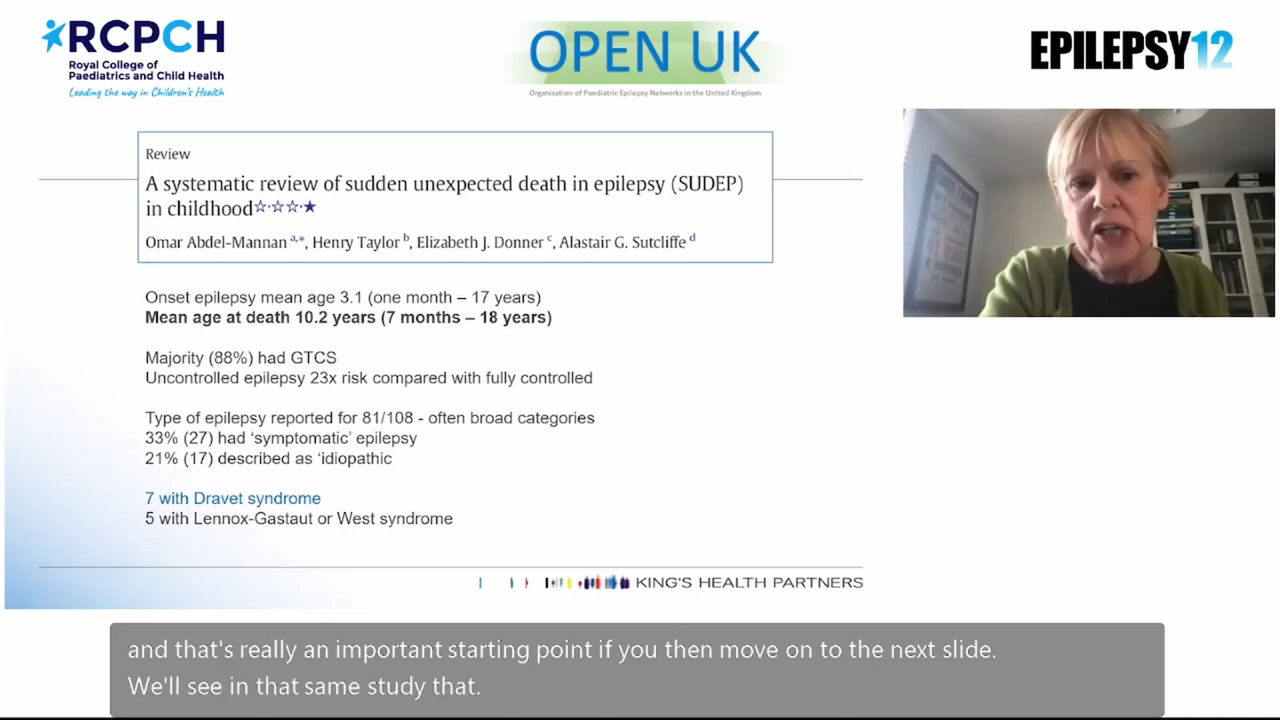 RCPCH
Royal College of
Paediatrics and Child Health
Leading the way in Children's Health
OPEN UK
Organisation of Paediatric Epilepsy Networks in the United Kingdom
EPILEPSY12
Review
A systematic review of sudden unexpected death in epilepsy (SUDEP)
in childhood☆·☆☆·★
Omar Abdel-Mannan a,*, Henry Taylor b, Elizabeth J. Donner c, Alastair G. Sutcliffe d
Onset epilepsy mean age 3.1 (one month – 17 years)
Mean age at death 10.2 years (7 months – 18 years)
Majority (88%) had GTCS
Uncontrolled epilepsy 23x risk compared with fully controlled
Type of epilepsy reported for 81/108 - often broad categories
33% (27) had ‘symptomatic’ epilepsy
21% (17) described as ‘idiopathic
7 with Dravet syndrome
5 with Lennox-Gastaut or West syndrome
KING'S HEALTH PARTNERS
and that's really an important starting point if you then move on to the next slide.
We'll see in that same study that.